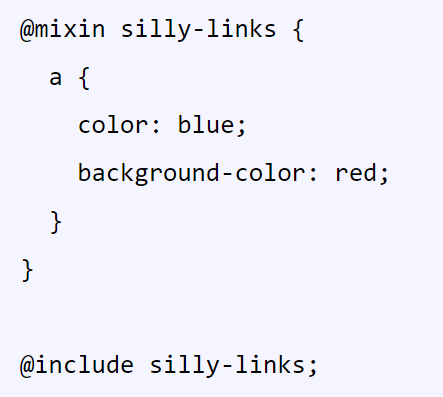 @mixin silly-links {
  a {
    color: blue;
    background-color: red;
  }
}

@include silly-links;